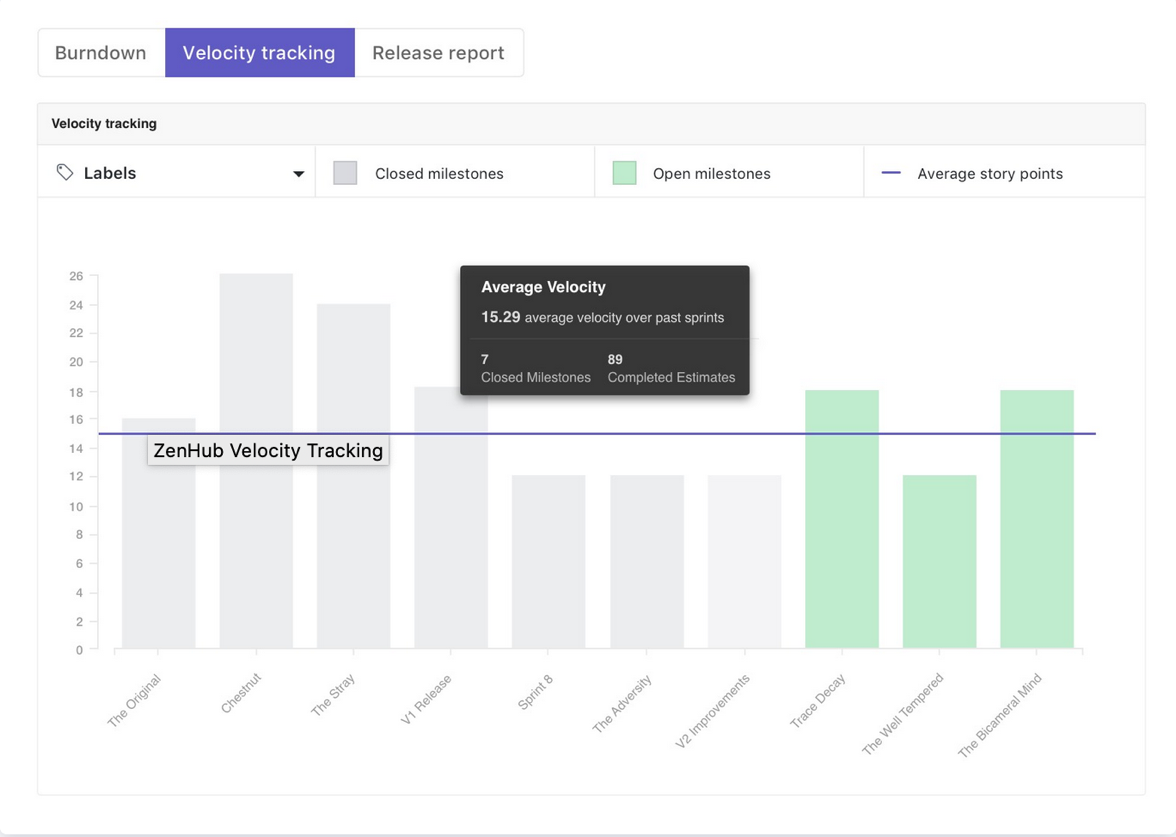 Burndown Velocity tracking Release report
Velocity tracking
Labels Closed milestones Open milestones Average story points
Average Velocity
15.29 average velocity over past sprints
7 89
Closed Milestones Completed Estimates
ZenHub Velocity Tracking
26
24
22
20
18
16
14
12
10
8
6
4
2
0
The Original
Chestnut
The Stray
V1 Release
Sprint 8
The Adversity
V2 Improvements
Trace Decay
The Well Tempered
The Bicameral Mind